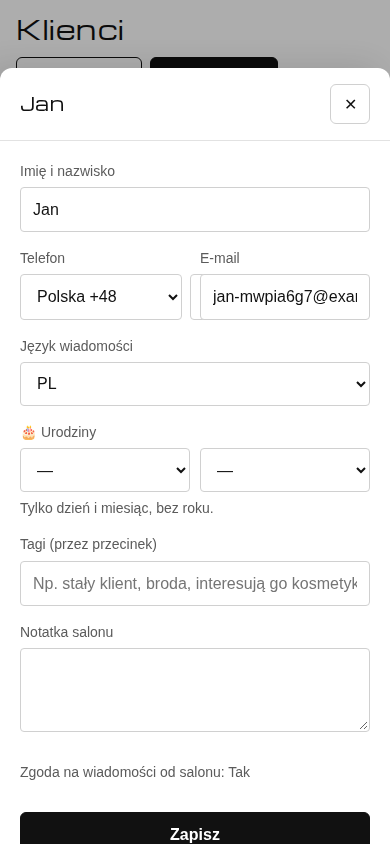 Klienci
Jan
✕
Imię i nazwisko
Jan
Telefon
E-mail
Polska +48
jan-mwpia6g7@exa
Język wiadomości
PL
🎂 Urodziny
—
—
Tylko dzień i miesiąc, bez roku.
Tagi (przez przecinek)
Np. stały klient, broda, interesują go kosmetyk
Notatka salonu
Zgoda na wiadomości od salonu: Tak
Zapisz